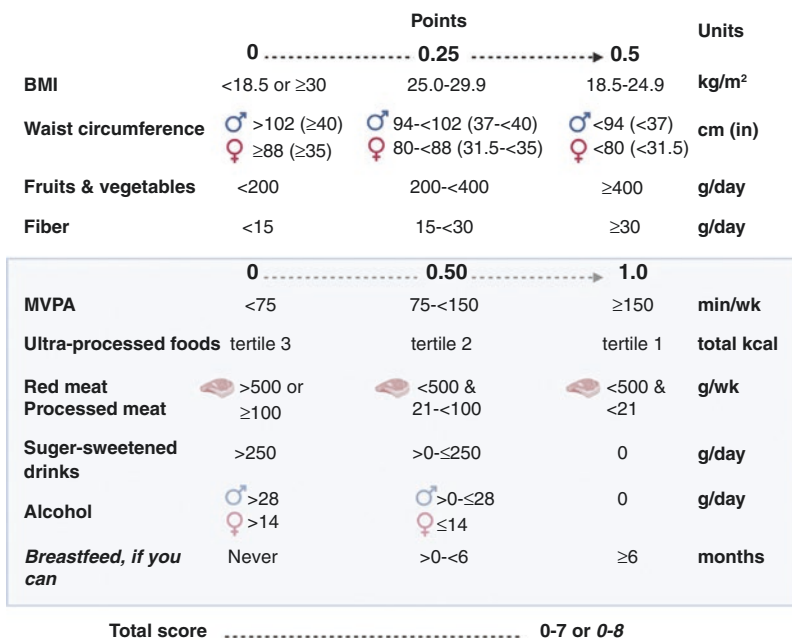 Points
Units
0 0.25 0.5
BMI <18.5 or ≥30 25.0-29.9 18.5-24.9 kg/m²
Waist circumference ♂ >102 (≥40) ♂ 94-<102 (37-<40) ♂ <94 (<37) cm (in)
♀ ≥88 (≥35) ♀ 80-<88 (31.5-<35) ♀ <80 (<31.5)
Fruits & vegetables <200 200-<400 ≥400 g/day
Fiber <15 15-<30 ≥30 g/day
0 0.50 1.0
MVPA <75 75-<150 ≥150 min/wk
Ultra-processed foods tertile 3 tertile 2 tertile 1 total kcal
Red meat >500 or <500 & <500 & g/wk
Processed meat ≥100 21-<100 <21
Suger-sweetened
drinks >250 >0-≤250 0 g/day
Alcohol ♂ >28 ♂ >0-≤28 0 g/day
♀ >14 ♀ ≤14
Breastfeed, if you
can Never >0-<6 ≥6 months
Total score 0-7 or 0-8